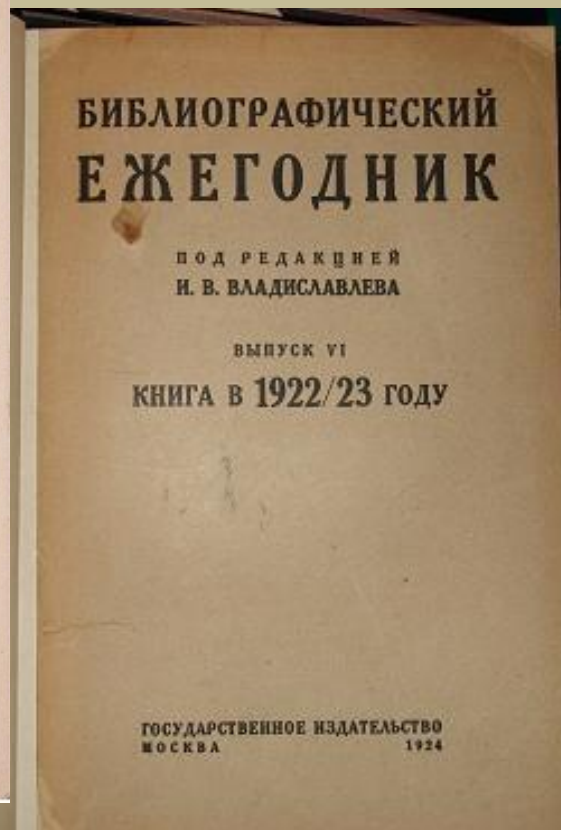 БИБЛИОГРАФИЧЕСКИЙ
ЕЖЕГОДНИК
ПОД РЕДАКЦИЕЙ
И. В. ВЛАДИСЛАВЛЕВА
ВЫПУСК VI
КНИГА В 1922/23 ГОДУ
ГОСУДАРСТВЕННОЕ ИЗДАТЕЛЬСТВО
МОСКВА 1924